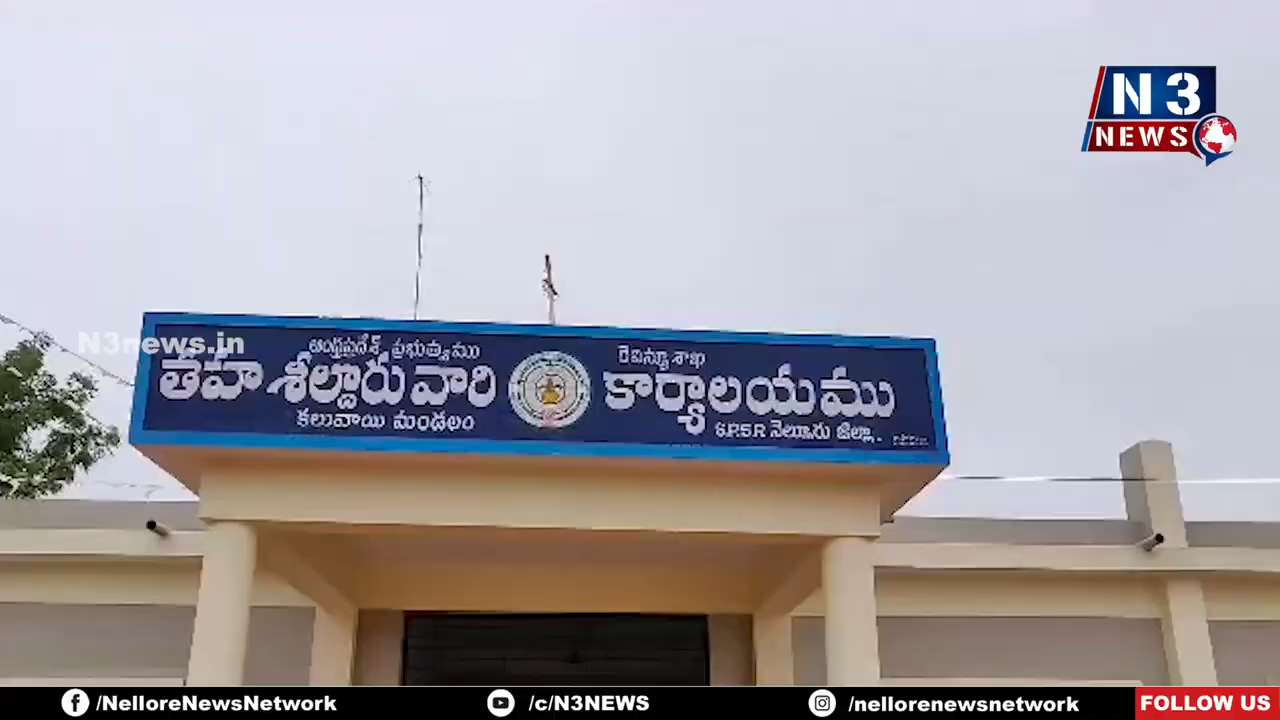 N3
NEWS
N3news.in
ఆంధ్రప్రదేశ్ ప్రభుత్వము
రెవిన్యూ శాఖ
తహశీల్దారు వారి
కార్యాలయము
కలువాయి మండలం
S.P.S.R నెల్లూరు జిల్లా.
/NelloreNewsNetwork
/c/N3NEWS
/nellorenewsnetwork
FOLLOW US